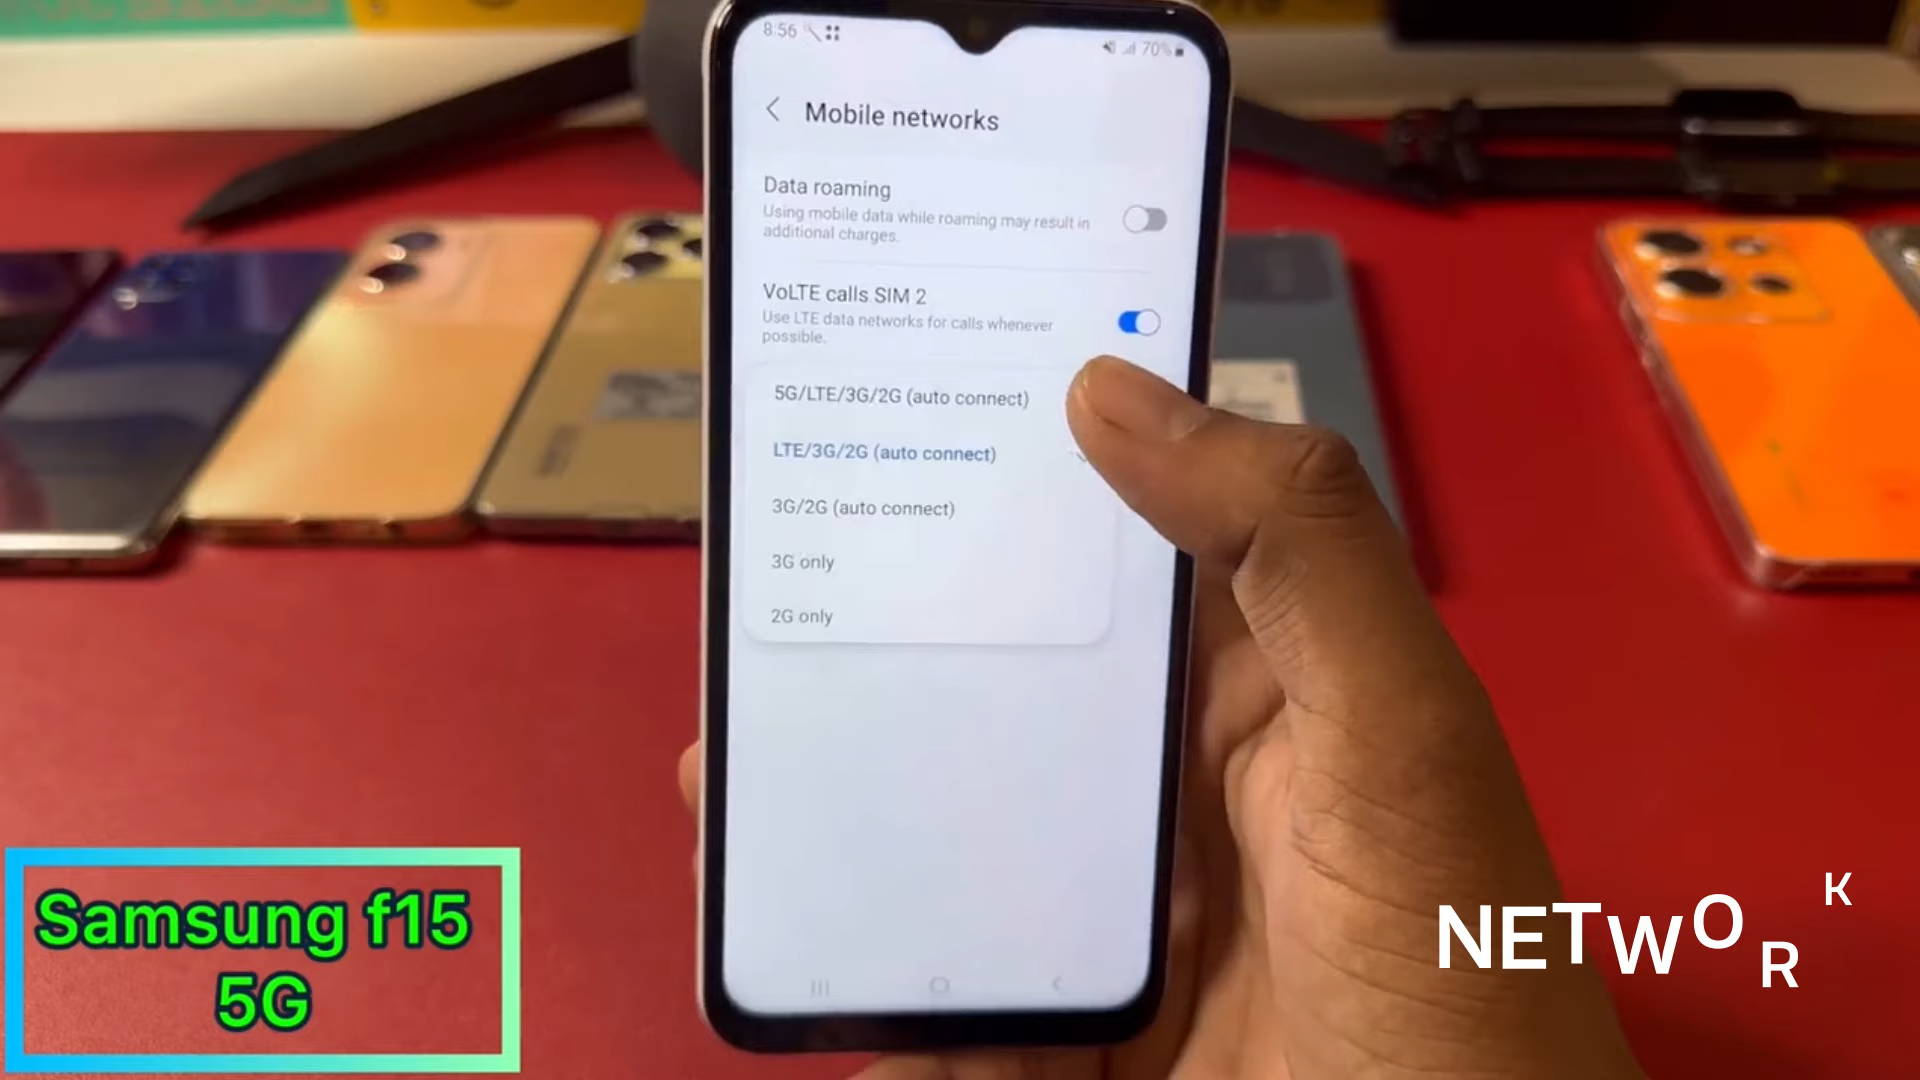 8:56
70%
Mobile networks
Data roaming
Using mobile data while roaming may result in
additional charges.
VoLTE calls SIM 2
Use LTE data networks for calls whenever
possible.
5G/LTE/3G/2G (auto connect)
LTE/3G/2G (auto connect)
3G/2G (auto connect)
3G only
2G only
Samsung f15
5G
NETWORK